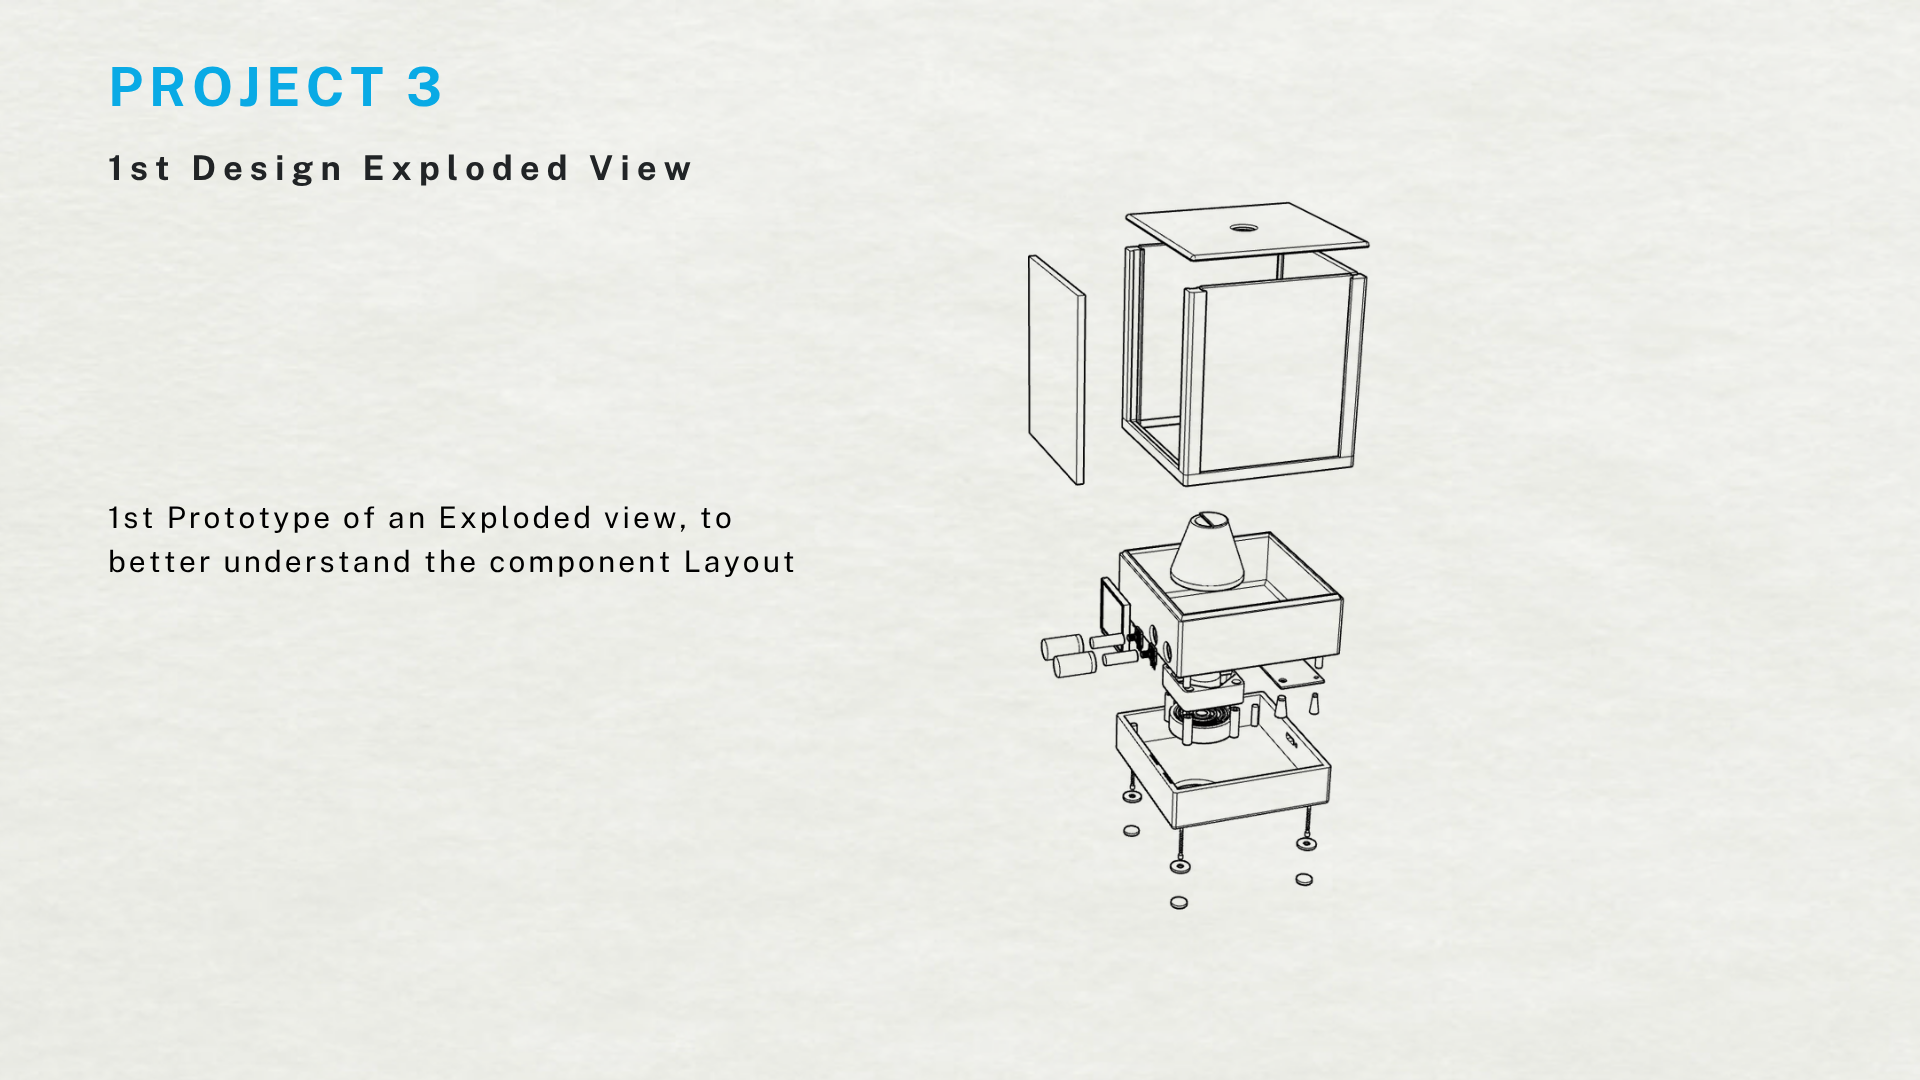 PROJECT 3
1st Design Exploded View
1st Prototype of an Exploded view, to
better understand the component Layout